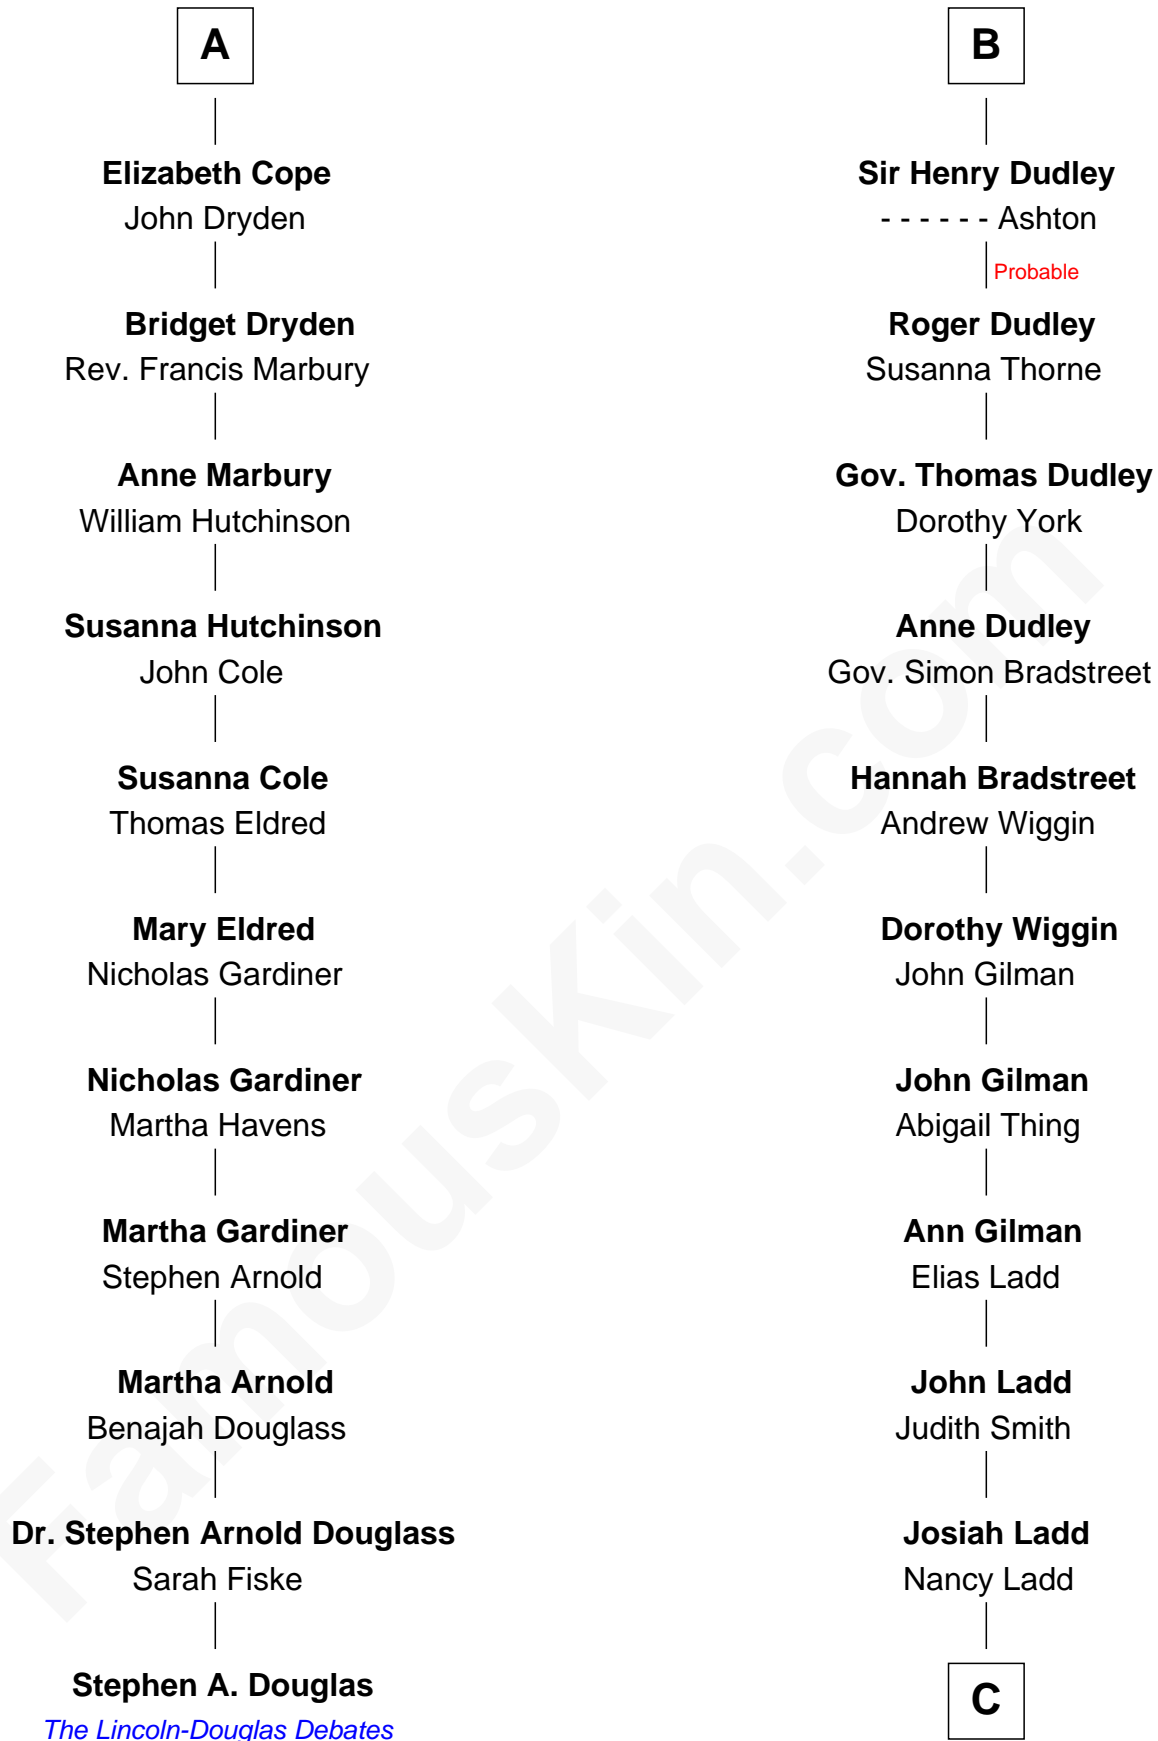 A
Elizabeth Cope
John Dryden
Bridget Dryden
Rev. Francis Marbury
Anne Marbury
William Hutchinson
Susanna Hutchinson
John Cole
Susanna Cole
Thomas Eldred
Mary Eldred
Nicholas Gardiner
Nicholas Gardiner
Martha Havens
Martha Gardiner
Stephen Arnold
Martha Arnold
Benajah Douglass
Dr. Stephen Arnold Douglass
Sarah Fiske
Stephen A. Douglas
The Lincoln-Douglas Debates
B
Sir Henry Dudley
- - - - - - Ashton
Probable
Roger Dudley
Susanna Thorne
Gov. Thomas Dudley
Dorothy York
Anne Dudley
Gov. Simon Bradstreet
Hannah Bradstreet
Andrew Wiggin
Dorothy Wiggin
John Gilman
John Gilman
Abigail Thing
Ann Gilman
Elias Ladd
John Ladd
Judith Smith
Josiah Ladd
Nancy Ladd
C
FamousKin.com